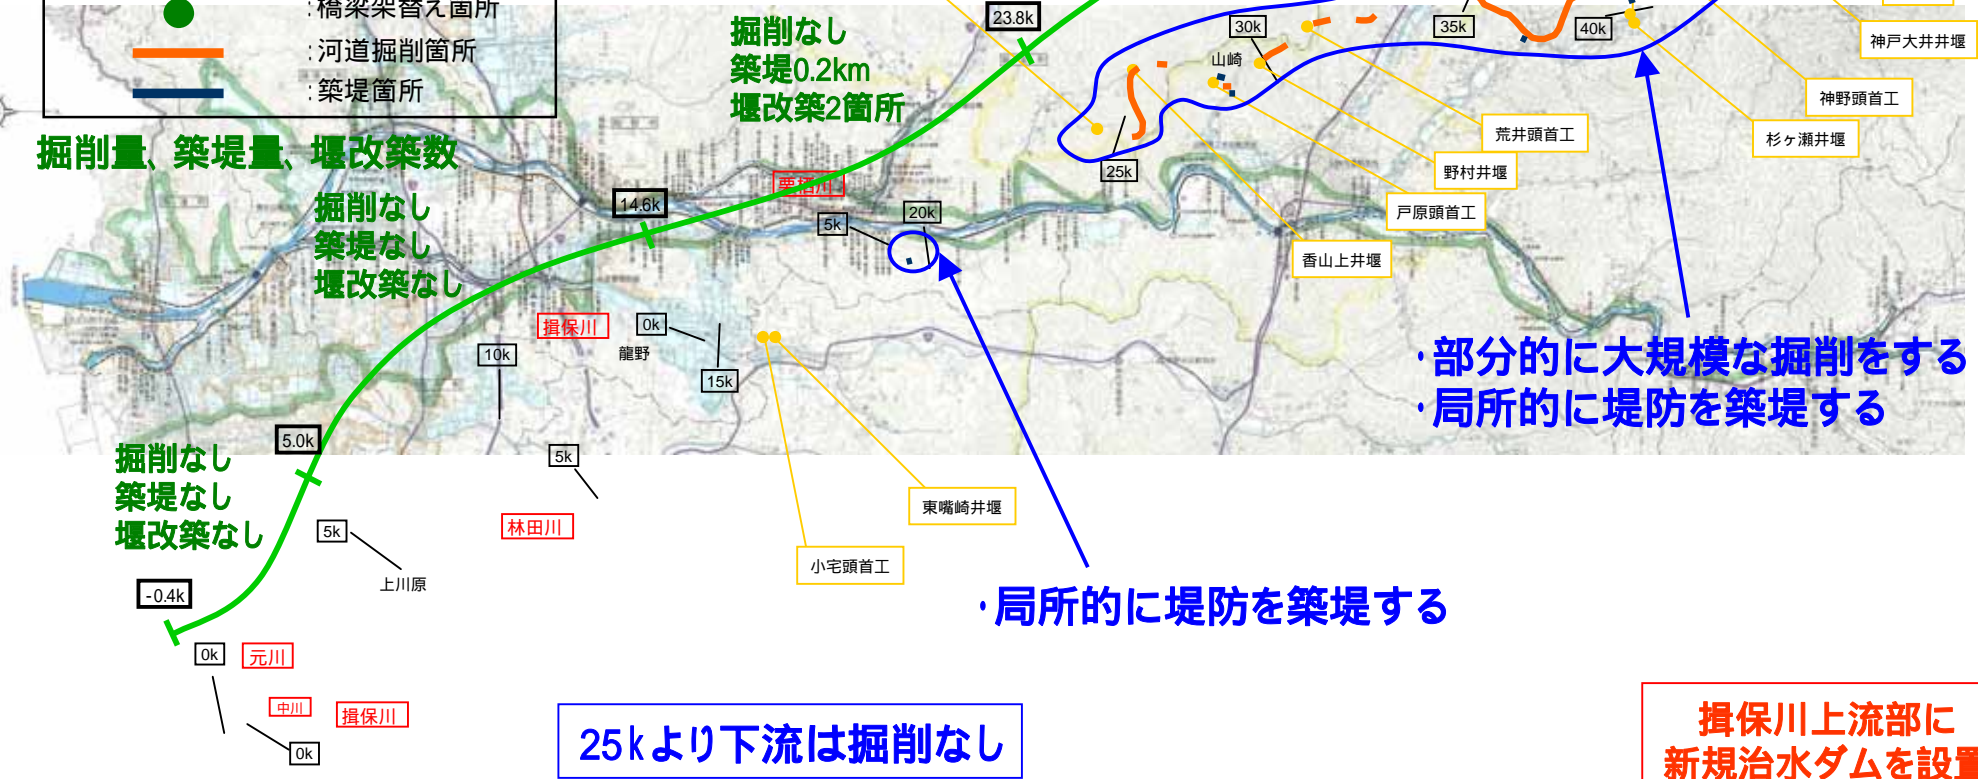 ：橋梁架替え箇所
：河道掘削箇所
：築堤箇所
掘削量、築堤量、堰改築数
掘削なし
築堤0.2km
堰改築2箇所
23.8k
30k
35k
40k
山崎
25k
神戸大井井堰
神野頭首工
杉ヶ瀬井堰
荒井頭首工
野村井堰
戸原頭首工
香山上井堰
掘削なし
築堤なし
堰改築なし
14.6k
栗栖川
5k
20k
揖保川
0k
龍野
10k
15k
・部分的に大規模な掘削をする
・局所的に堤防を築堤する
5.0k
掘削なし
築堤なし
堰改築なし
5k
林田川
東嘴崎井堰
小宅頭首工
5k
上川原
-0.4k
・局所的に堤防を築堤する
0k
元川
中川
揖保川
0k
25kより下流は掘削なし
揖保川上流部に
新規治水ダムを設置